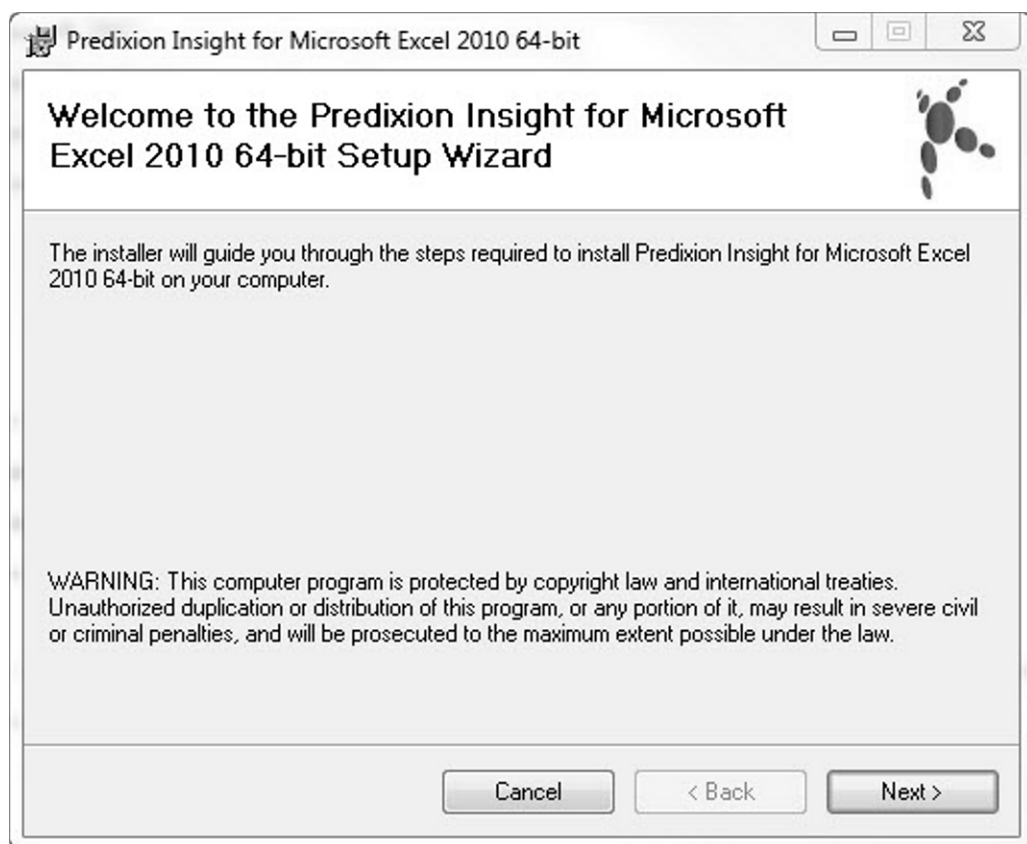 Predixion Insight for Microsoft Excel 2010 64-bit
Welcome to the Predixion Insight for Microsoft
Excel 2010 64-bit Setup Wizard
The installer will guide you through the steps required to install Predixion Insight for Microsoft Excel
2010 64-bit on your computer.
WARNING: This computer program is protected by copyright law and international treaties.
Unauthorized duplication or distribution of this program, or any portion of it, may result in severe civil
or criminal penalties, and will be prosecuted to the maximum extent possible under the law.
Cancel
< Back
Next >